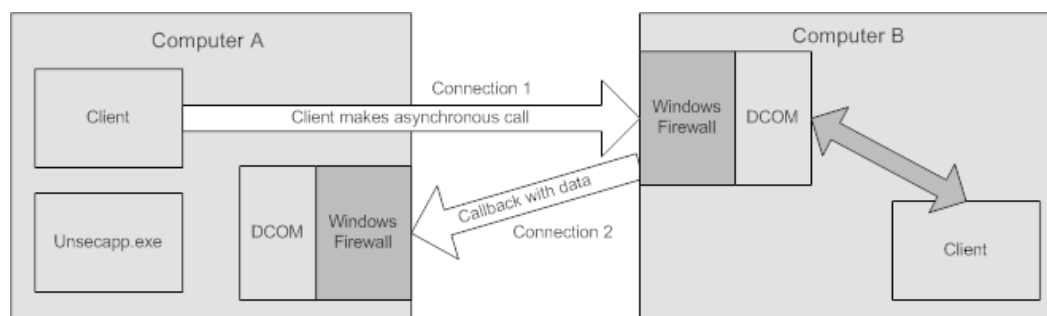 Computer A
Client
Unsecapp.exe
DCOM
Windows
Firewall
Connection 1
Client makes asynchronous call
Callback with data
Connection 2
Computer B
Windows
Firewall
DCOM
Client